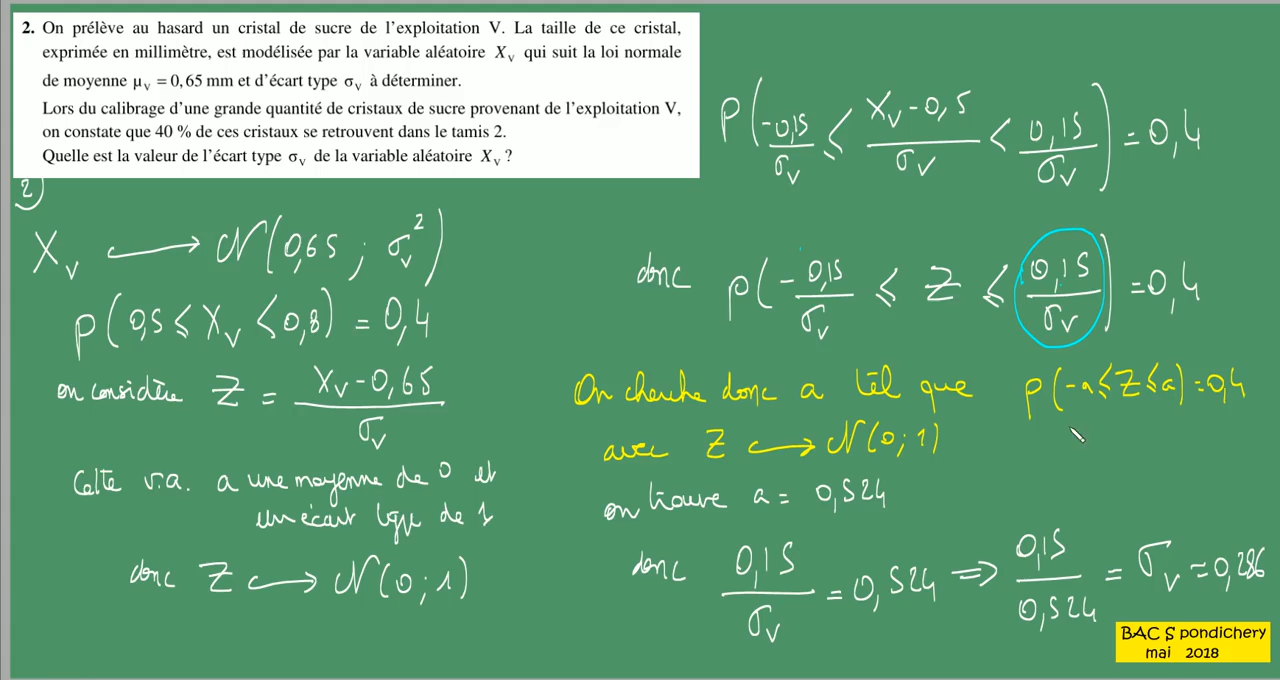 2. On prélève au hasard un cristal de sucre de l'exploitation V. La taille de ce cristal,
exprimée en millimètre, est modélisée par la variable aléatoire X_V qui suit la loi normale
de moyenne μ_V = 0,65 mm et d'écart type σ_V à déterminer.
Lors du calibrage d'une grande quantité de cristaux de sucre provenant de l'exploitation V,
on constate que 40 % de ces cristaux se retrouvent dans le tamis 2.
Quelle est la valeur de l'écart type σ_V de la variable aléatoire X_V ?
2)
X_V ⟼ N(0,65 ; σ_V²)
P(0,5 ≤ X_V < 0,8) = 0,4
on considère Z = (X_V - 0,65)/σ_V
Cette v.a. a une moyenne de 0 et
un écart type de 1
donc Z ⟼ N(0 ; 1)
P(-0,15/σ_V ≤ (X_V - 0,5)/σ_V < 0,15/σ_V) = 0,4
donc P(-0,15/σ_V ≤ Z ≤ 0,15/σ_V) = 0,4
On cherche donc a tel que P(-a ≤ Z ≤ a) = 0,4
avec Z ⟼ N(0 ; 1)
on trouve a = 0,524
donc 0,15/σ_V = 0,524 ⇒ 0,15/0,524 = σ_V ≈ 0,286
BAC S pondichery
mai 2018